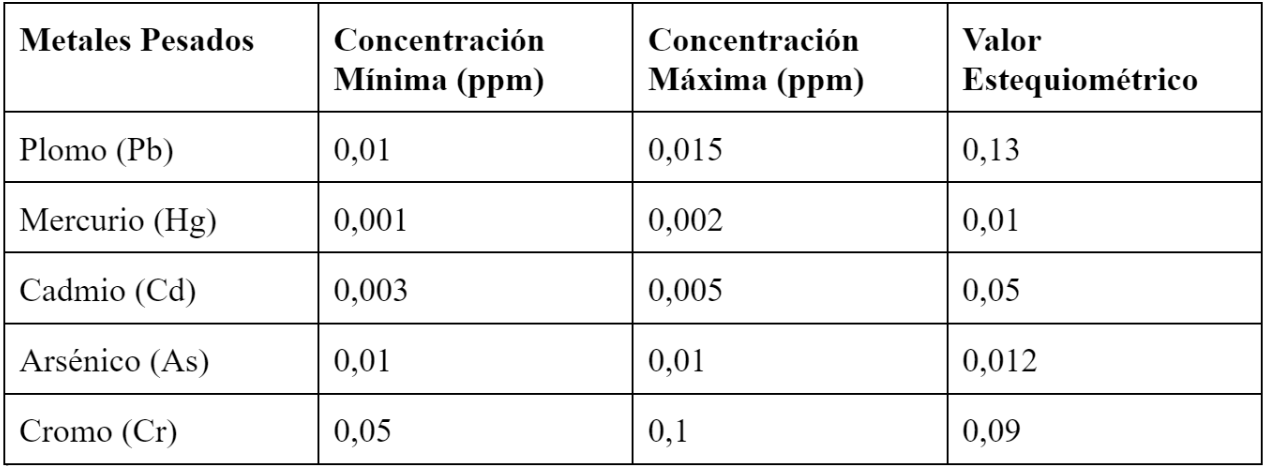 Metales Pesados Concentración Mínima (ppm) Concentración Máxima (ppm) Valor Estequiométrico
Plomo (Pb) 0,01 0,015 0,13
Mercurio (Hg) 0,001 0,002 0,01
Cadmio (Cd) 0,003 0,005 0,05
Arsénico (As) 0,01 0,01 0,012
Cromo (Cr) 0,05 0,1 0,09